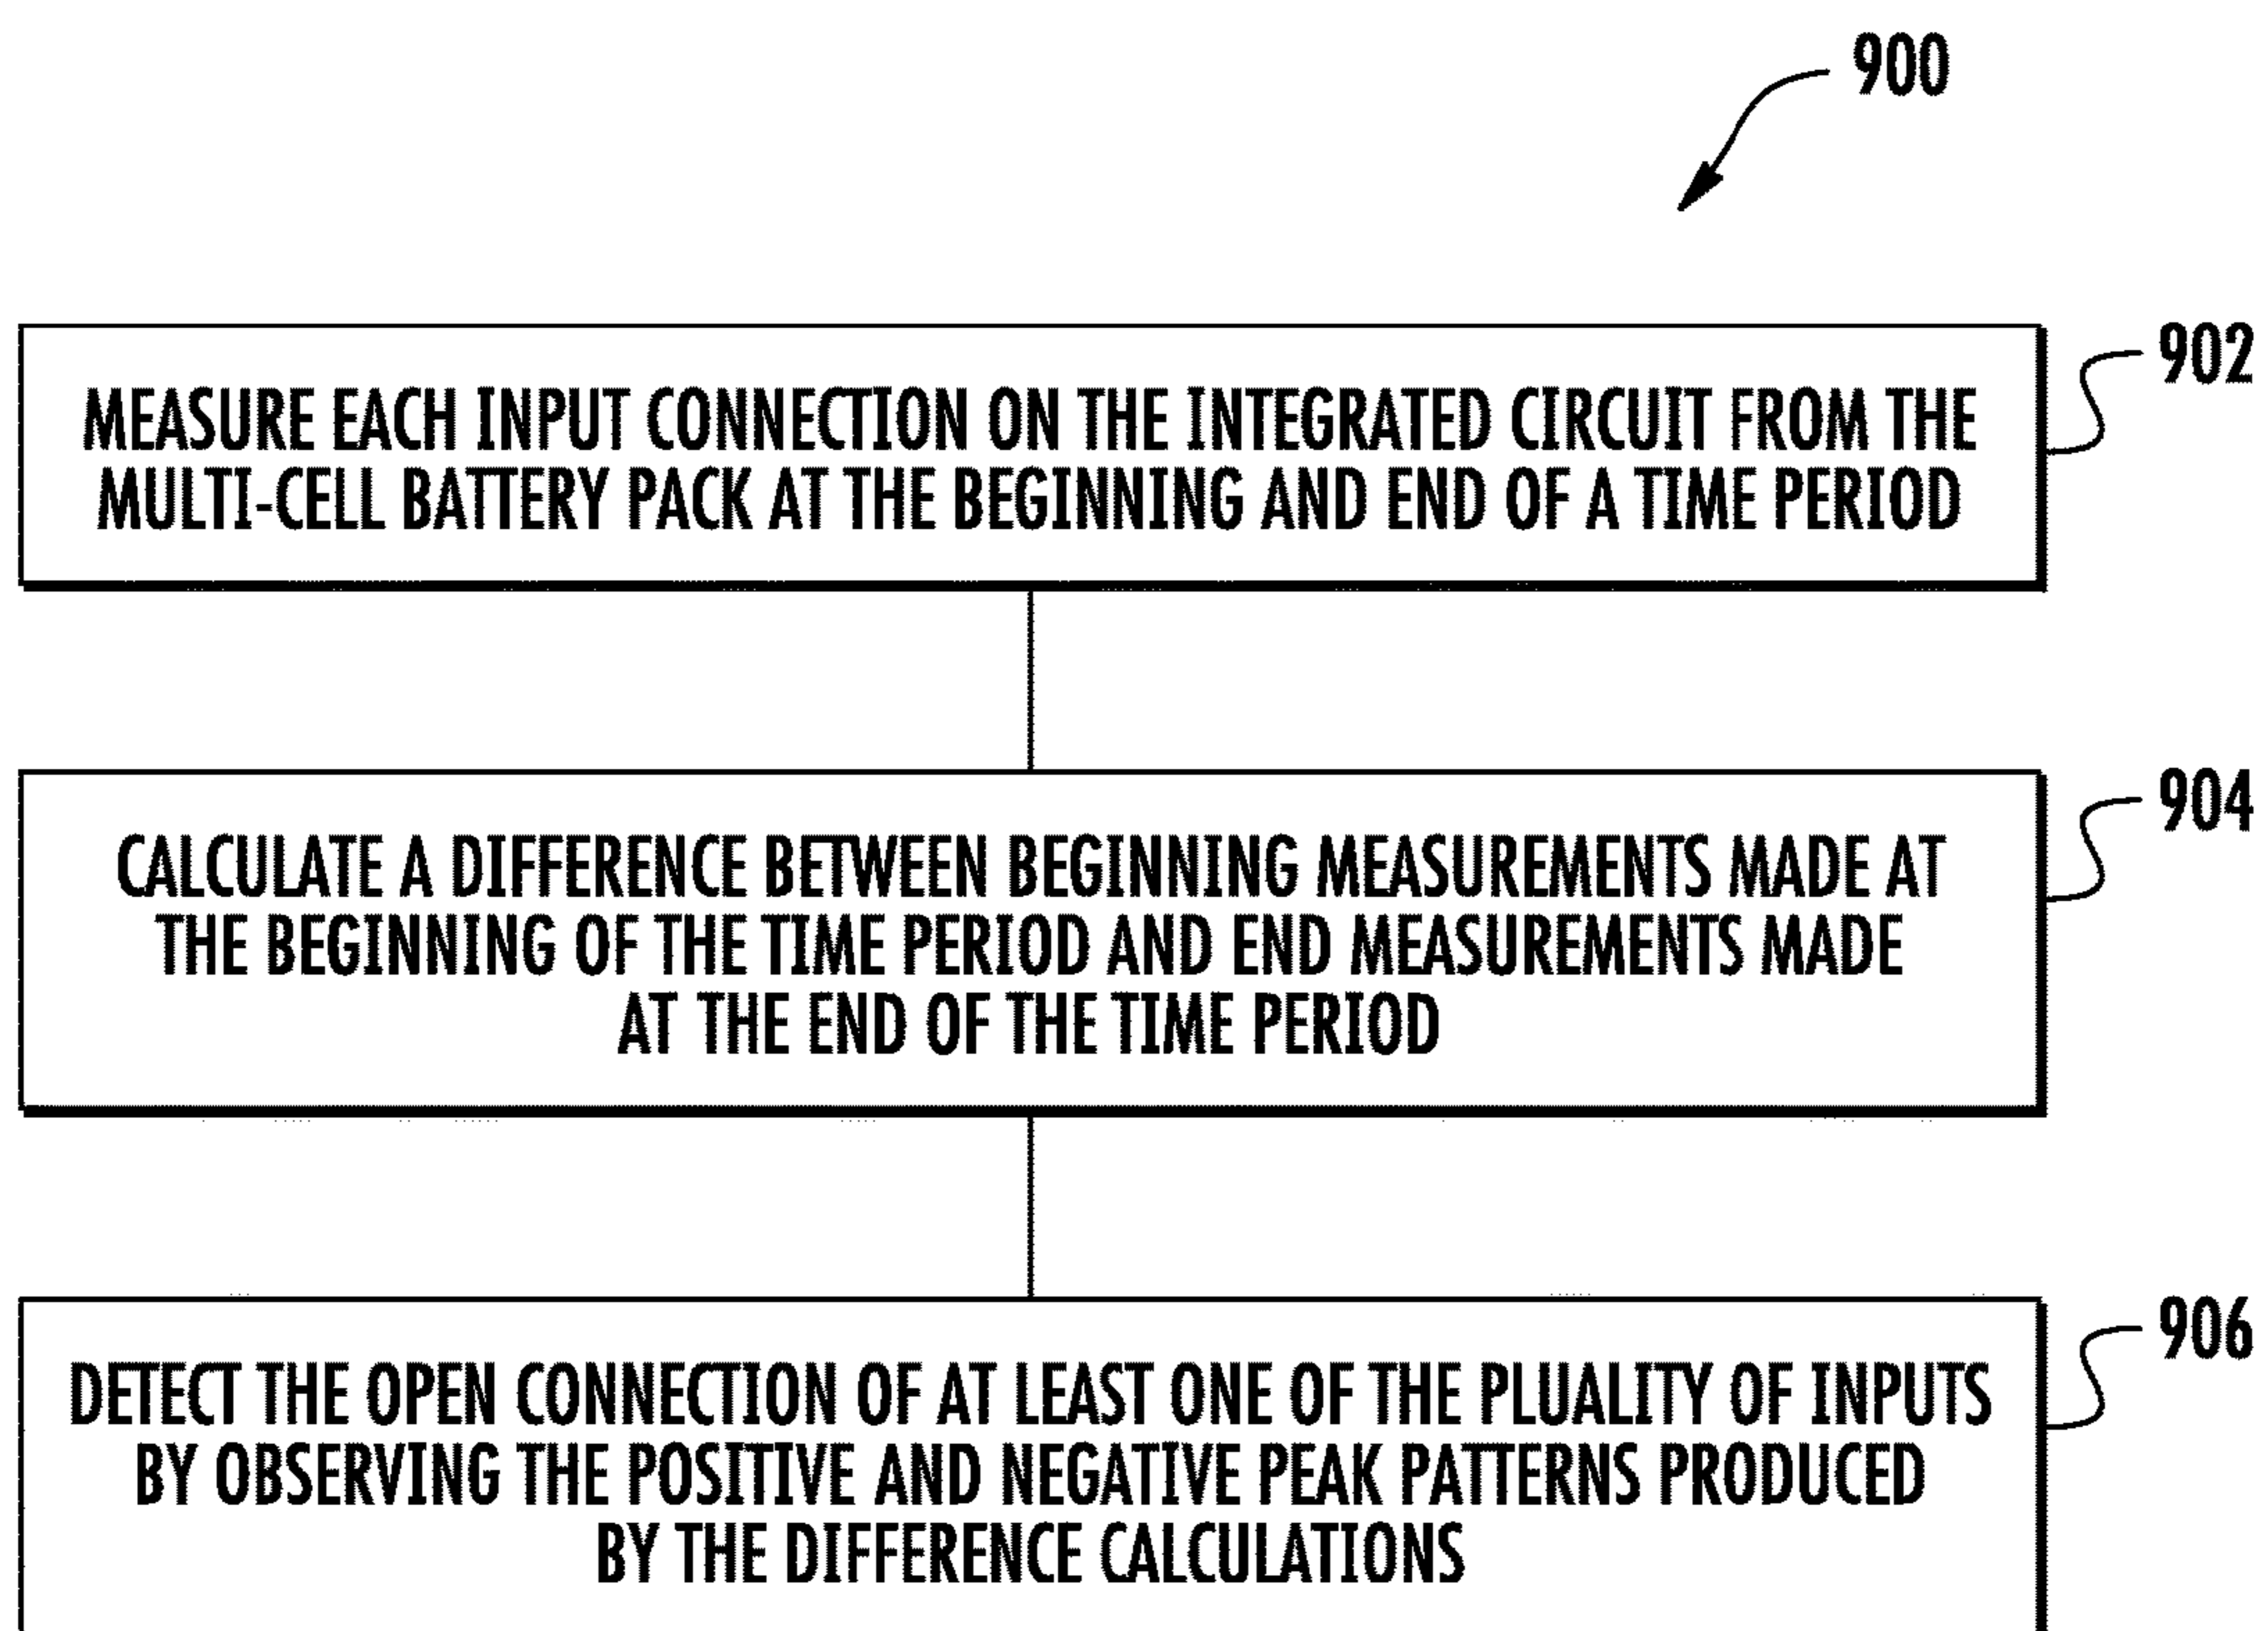 900
902
MEASURE EACH INPUT CONNECTION ON THE INTEGRATED CIRCUIT FROM THE
MULTI-CELL BATTERY PACK AT THE BEGINNING AND END OF A TIME PERIOD
904
CALCULATE A DIFFERENCE BETWEEN BEGINNING MEASUREMENTS MADE AT
THE BEGINNING OF THE TIME PERIOD AND END MEASUREMENTS MADE
AT THE END OF THE TIME PERIOD
906
DETECT THE OPEN CONNECTION OF AT LEAST ONE OF THE PLUALITY OF INPUTS
BY OBSERVING THE POSITIVE AND NEGATIVE PEAK PATTERNS PRODUCED
BY THE DIFFERENCE CALCULATIONS